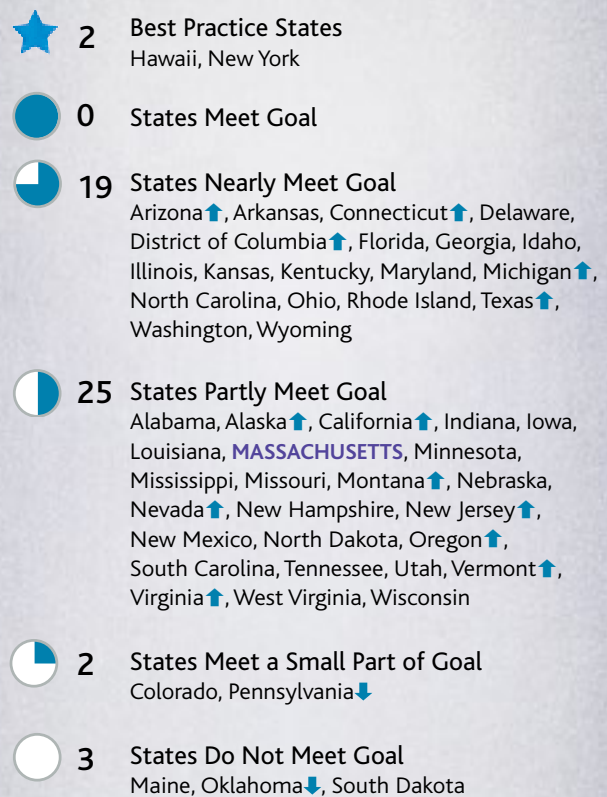 2 Best Practice States
Hawaii, New York
0 States Meet Goal
19 States Nearly Meet Goal
Arizona⬆, Arkansas, Connecticut⬆, Delaware,
District of Columbia⬆, Florida, Georgia, Idaho,
Illinois, Kansas, Kentucky, Maryland, Michigan⬆,
North Carolina, Ohio, Rhode Island, Texas⬆,
Washington, Wyoming
25 States Partly Meet Goal
Alabama, Alaska⬆, California⬆, Indiana, Iowa,
Louisiana, MASSACHUSETTS, Minnesota,
Mississippi, Missouri, Montana⬆, Nebraska,
Nevada⬆, New Hampshire, New Jersey⬆,
New Mexico, North Dakota, Oregon⬆,
South Carolina, Tennessee, Utah, Vermont⬆,
Virginia⬆, West Virginia, Wisconsin
2 States Meet a Small Part of Goal
Colorado, Pennsylvania⬇
3 States Do Not Meet Goal
Maine, Oklahoma⬇, South Dakota